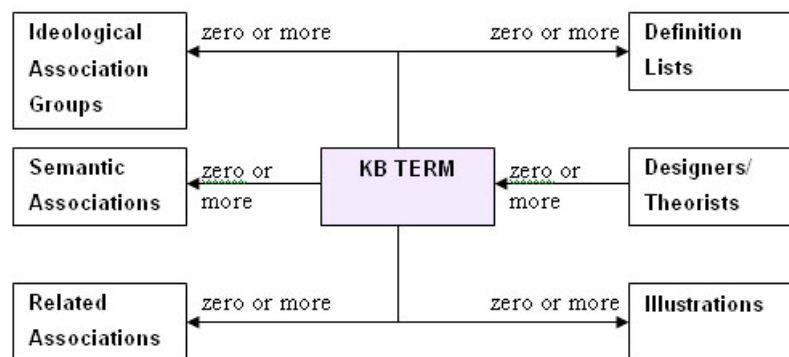 Ideological
Association
Groups
zero or more
zero or more
Definition
Lists
Semantic
Associations
zero or
more
KB TERM
zero or
more
Designers/
Theorists
Related
Associations
zero or more
zero or more
Illustrations